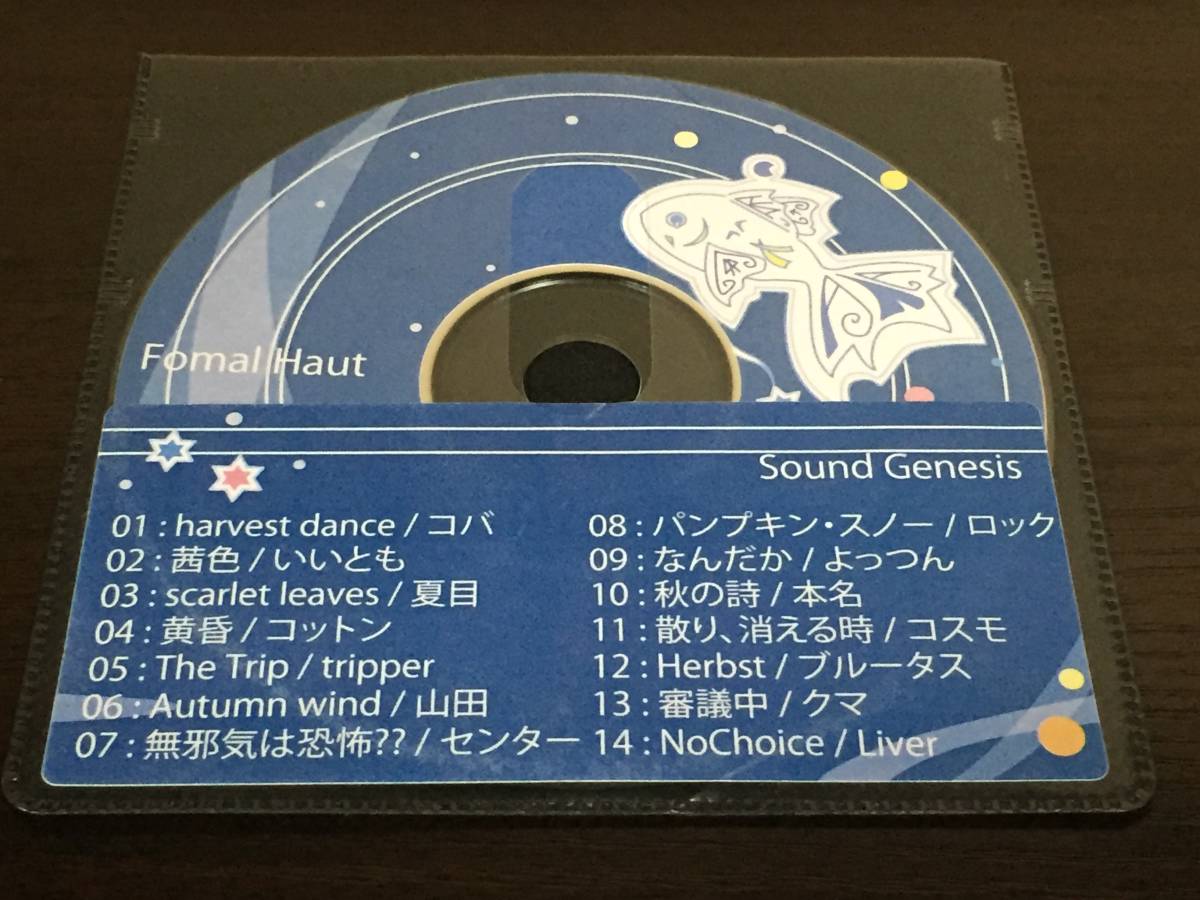 Fomal Haut
Sound Genesis
01 : harvest dance / コバ
02 : 茜色 / いいとも
03 : scarlet leaves / 夏目
04 : 黄昏 / コットン
05 : The Trip / tripper
06 : Autumn wind / 山田
07 : 無邪気は恐怖?? / センター
08 : パンプキン・スノー / ロック
09 : なんだか / よっつん
10 : 秋の詩 / 本名
11 : 散り、消える時 / コスモ
12 : Herbst / ブルータス
13 : 審議中 / クマ
14 : NoChoice / Liver